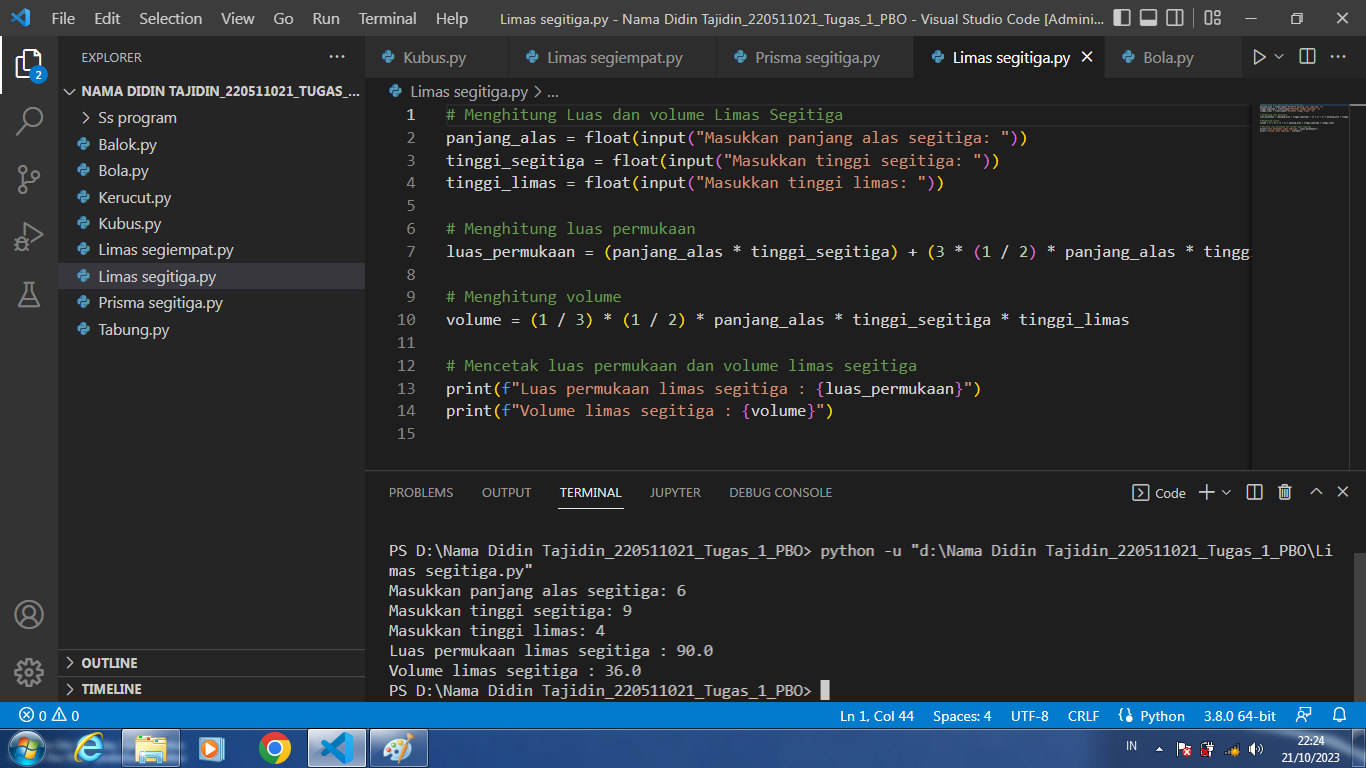 File Edit Selection View Go Run Terminal Help Limas segitiga.py - Nama Didin Tajidin_220511021_Tugas_1_PBO - Visual Studio Code [Admini...
EXPLORER
Kubus.py Limas segiempat.py Prisma segitiga.py Limas segitiga.py Bola.py
2
NAMA DIDIN TAJIDIN_220511021_TUGAS_...
Ss program
Balok.py
Bola.py
Kerucut.py
Kubus.py
Limas segiempat.py
Limas segitiga.py
Prisma segitiga.py
Tabung.py
OUTLINE
TIMELINE
Limas segitiga.py > ...
1 # Menghitung Luas dan volume Limas Segitiga
2 panjang_alas = float(input("Masukkan panjang alas segitiga: "))
3 tinggi_segitiga = float(input("Masukkan tinggi segitiga: "))
4 tinggi_limas = float(input("Masukkan tinggi limas: "))
5
6 # Menghitung luas permukaan
7 luas_permukaan = (panjang_alas * tinggi_segitiga) + (3 * (1 / 2) * panjang_alas * tingg
8
9 # Menghitung volume
10 volume = (1 / 3) * (1 / 2) * panjang_alas * tinggi_segitiga * tinggi_limas
11
12 # Mencetak luas permukaan dan volume limas segitiga
13 print(f"Luas permukaan limas segitiga : {luas_permukaan}")
14 print(f"Volume limas segitiga : {volume}")
15
PROBLEMS OUTPUT TERMINAL JUPYTER DEBUG CONSOLE Code
PS D:\Nama Didin Tajidin_220511021_Tugas_1_PBO> python -u "d:\Nama Didin Tajidin_220511021_Tugas_1_PBO\Li
mas segitiga.py"
Masukkan panjang alas segitiga: 6
Masukkan tinggi segitiga: 9
Masukkan tinggi limas: 4
Luas permukaan limas segitiga : 90.0
Volume limas segitiga : 36.0
PS D:\Nama Didin Tajidin_220511021_Tugas_1_PBO>
0 0 Ln 1, Col 44 Spaces: 4 UTF-8 CRLF Python 3.8.0 64-bit
IN 22:24
21/10/2023